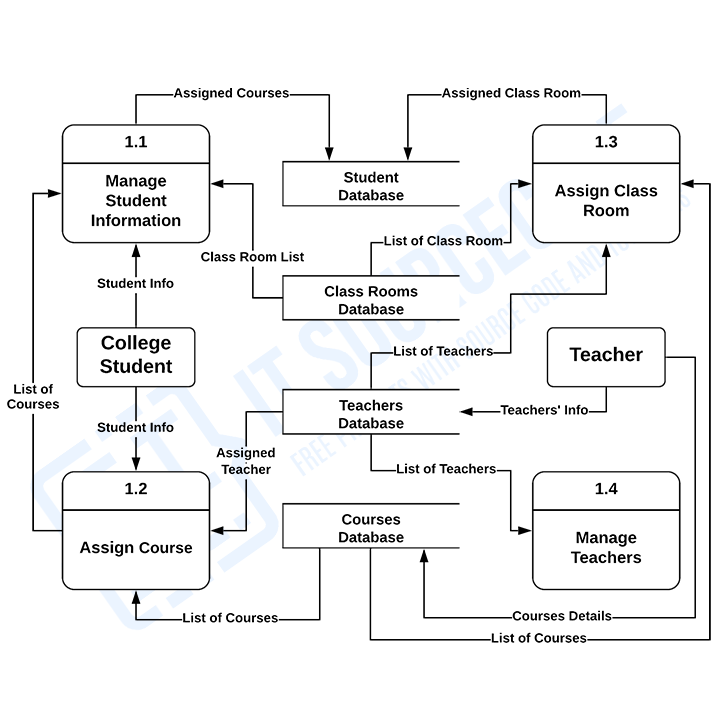 Assigned Courses
Assigned Class Room
1.1
1.3
Manage
Student
Information
Student
Database
Assign Class
Room
List of Class Room
Class Room List
Student Info
Class Rooms
Database
College
Student
List of Teachers
Teacher
List of
Courses
Teachers
Database
Teachers' Info
Student Info
Assigned
Teacher
List of Teachers
1.2
1.4
Assign Course
Courses
Database
Manage
Teachers
List of Courses
Courses Details
List of Courses